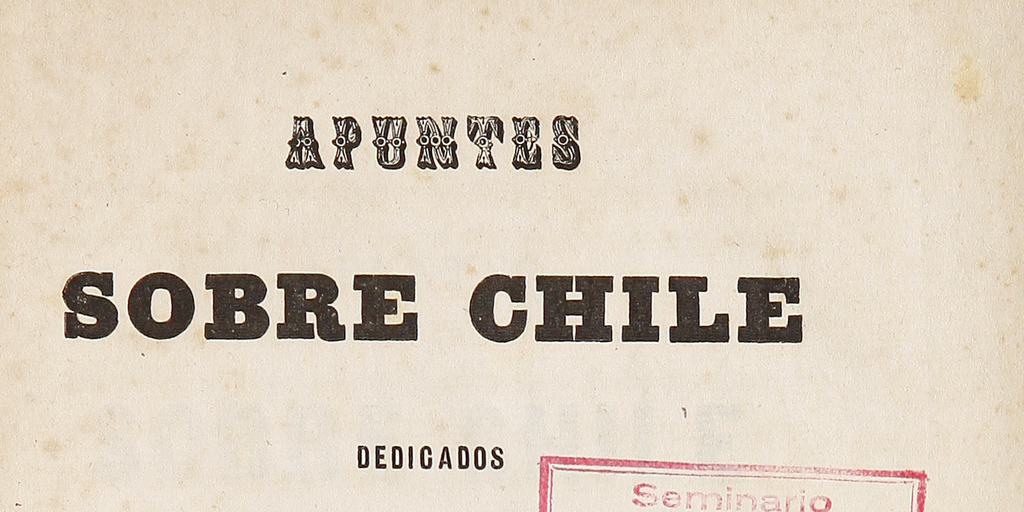 APUNTES
SOBRE CHILE
DEDICADOS
Seminario